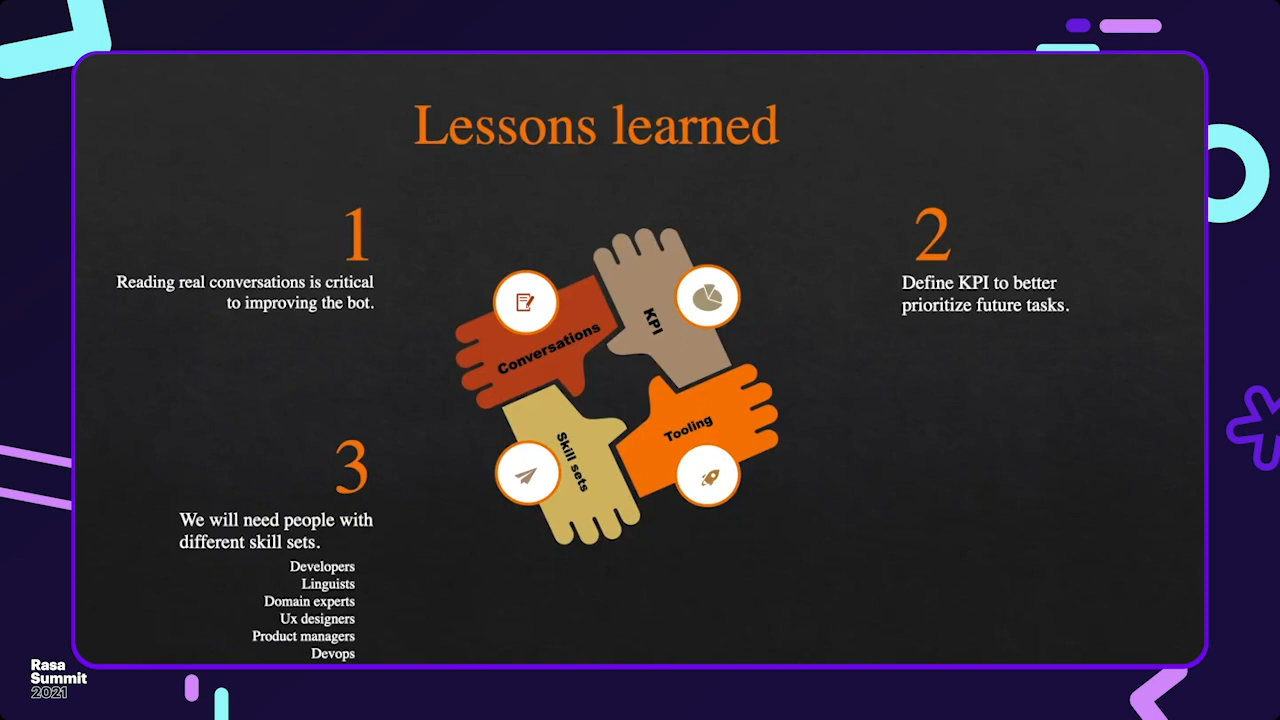 Lessons learned
1
Reading real conversations is critical
to improving the bot.
2
Define KPI to better
prioritize future tasks.
Conversations
KPI
Skill sets
Tooling
3
We will need people with
different skill sets.
Developers
Linguists
Domain experts
Ux designers
Product managers
Devops
Rasa
Summit
2021